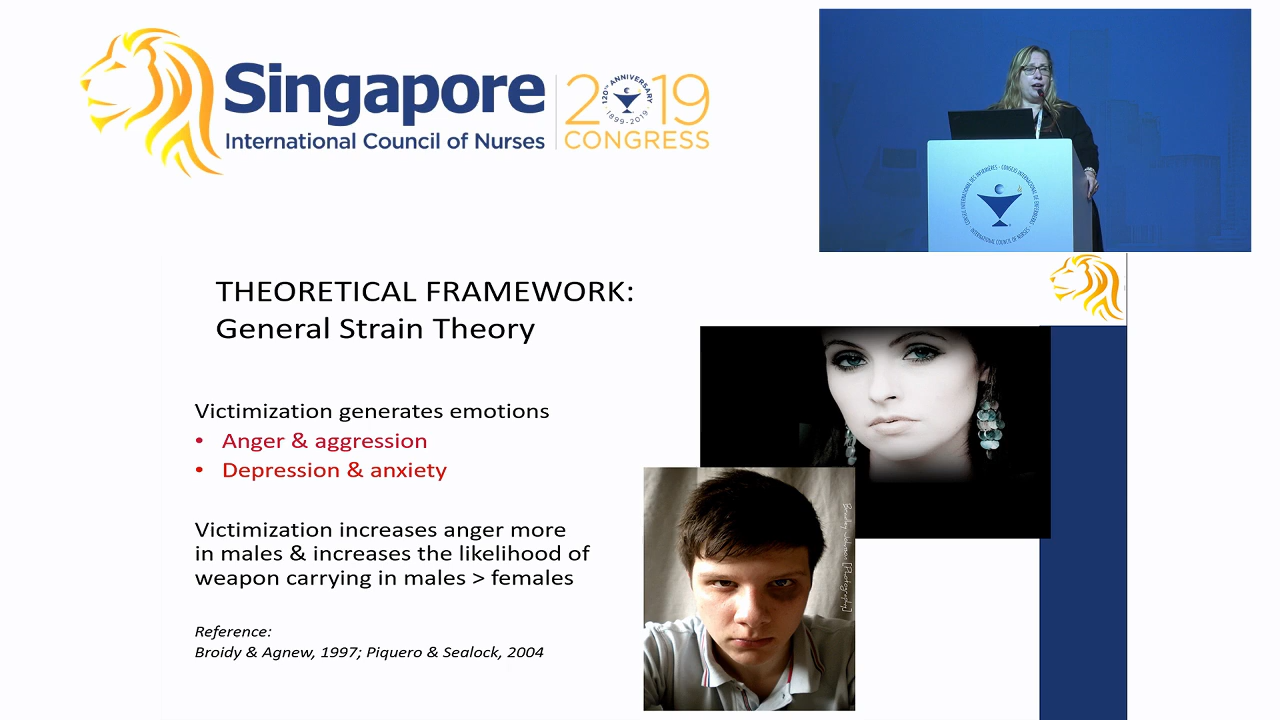 Singapore
International Council of Nurses
2019
120TH ANNIVERSARY
1899-2019
CONGRESS
THEORETICAL FRAMEWORK:
General Strain Theory
Victimization generates emotions
• Anger & aggression
• Depression & anxiety
Victimization increases anger more
in males & increases the likelihood of
weapon carrying in males > females
Reference:
Broidy & Agnew, 1997; Piquero & Sealock, 2004